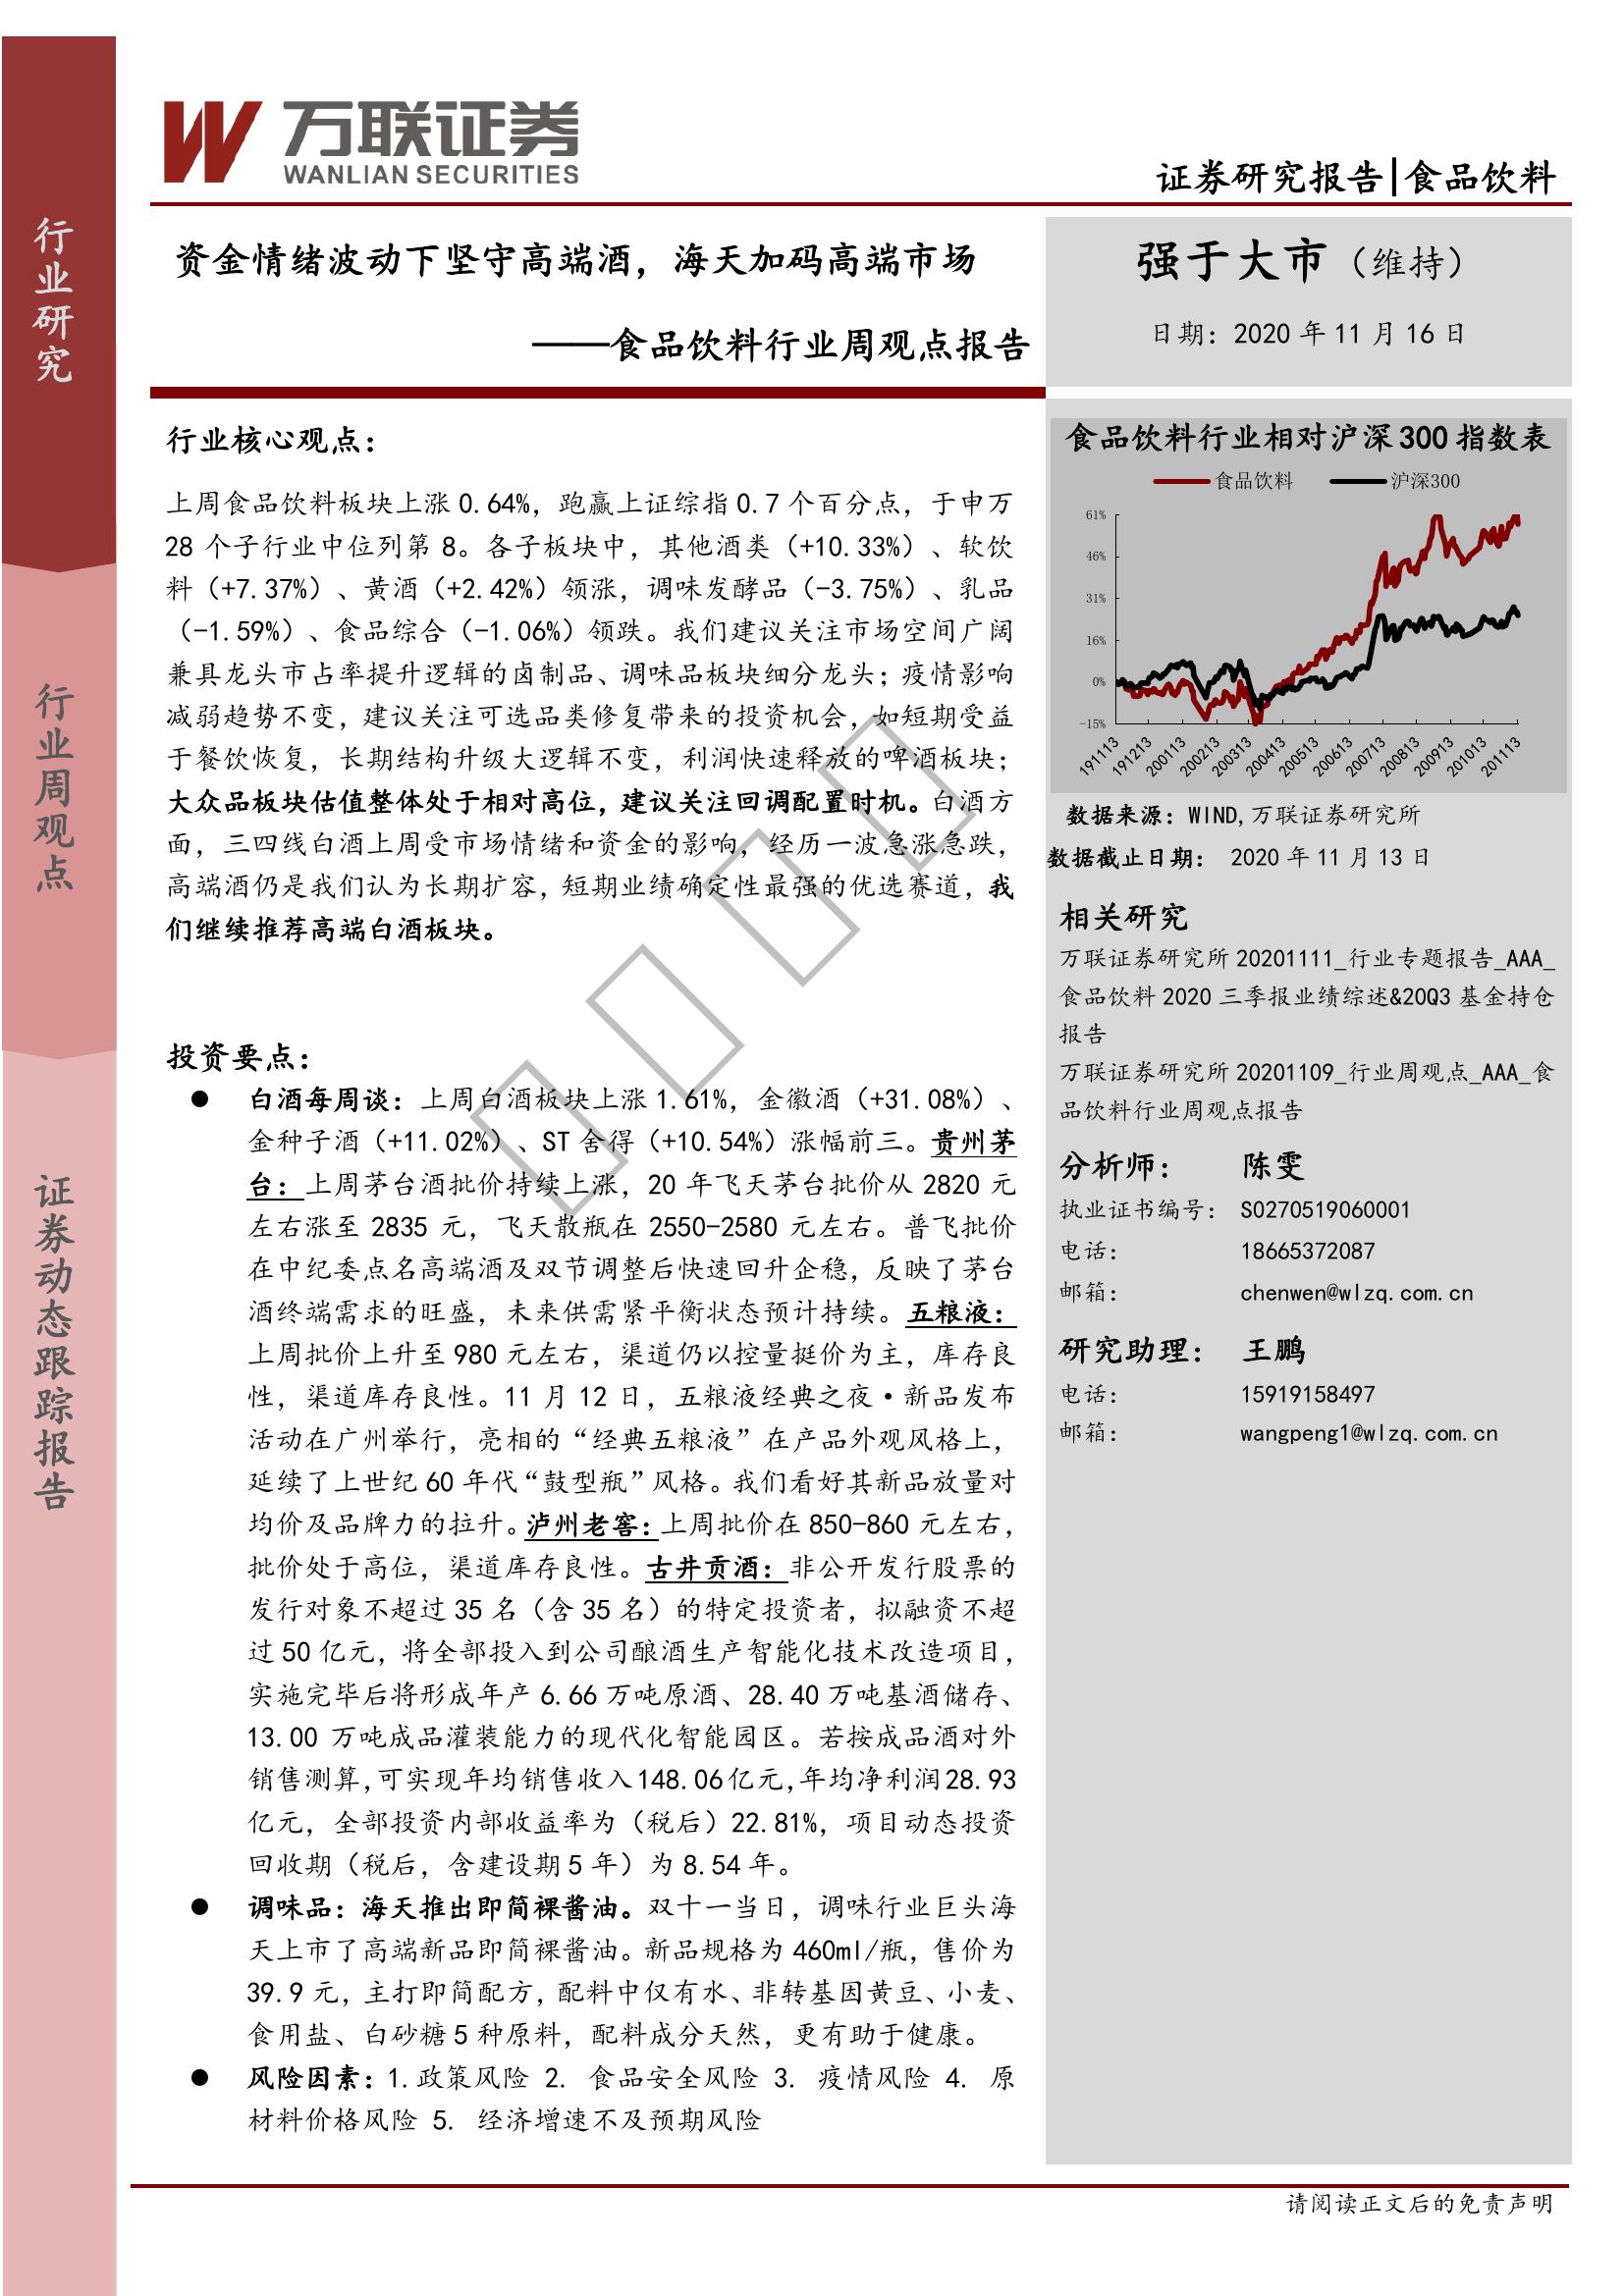 行业研究
行业周观点
证券动态跟踪报告
万联证券
WANLIAN SECURITIES
证券研究报告|食品饮料
资金情绪波动下坚守高端酒，海天加码高端市场
——食品饮料行业周观点报告
强于大市（维持）
日期：2020 年 11 月 16 日
行业核心观点：
上周食品饮料板块上涨 0.64%，跑赢上证综指 0.7 个百分点，于申万
28 个子行业中位列第 8。各子板块中，其他酒类（+10.33%）、软饮
料（+7.37%）、黄酒（+2.42%）领涨，调味发酵品（-3.75%）、乳品
（-1.59%）、食品综合（-1.06%）领跌。我们建议关注市场空间广阔
兼具龙头市占率提升逻辑的卤制品、调味品板块细分龙头；疫情影响
减弱趋势不变，建议关注可选品类修复带来的投资机会，如短期受益
于餐饮恢复，长期结构升级大逻辑不变，利润快速释放的啤酒板块；
大众品板块估值整体处于相对高位，建议关注回调配置时机。白酒方
面，三四线白酒上周受市场情绪和资金的影响，经历一波急涨急跌，
高端酒仍是我们认为长期扩容，短期业绩确定性最强的优选赛道，我
们继续推荐高端白酒板块。
投资要点：
● 白酒每周谈：上周白酒板块上涨 1.61%，金徽酒（+31.08%）、
金种子酒（+11.02%）、ST 舍得（+10.54%）涨幅前三。贵州茅
台：上周茅台酒批价持续上涨，20 年飞天茅台批价从 2820 元
左右涨至 2835 元，飞天散瓶在 2550-2580 元左右。普飞批价
在中纪委点名高端酒及双节调整后快速回升企稳，反映了茅台
酒终端需求的旺盛，未来供需紧平衡状态预计持续。五粮液：
上周批价上升至 980 元左右，渠道仍以控量挺价为主，库存良
性，渠道库存良性。11 月 12 日，五粮液经典之夜·新品发布
活动在广州举行，亮相的“经典五粮液”在产品外观风格上，
延续了上世纪 60 年代“鼓型瓶”风格。我们看好其新品放量对
均价及品牌力的拉升。泸州老窖：上周批价在 850-860 元左右，
批价处于高位，渠道库存良性。古井贡酒：非公开发行股票的
发行对象不超过 35 名（含 35 名）的特定投资者，拟融资不超
过 50 亿元，将全部投入到公司酿酒生产智能化技术改造项目，
实施完毕后将形成年产 6.66 万吨原酒、28.40 万吨基酒储存、
13.00 万吨成品灌装能力的现代化智能园区。若按成品酒对外
销售测算，可实现年均销售收入 148.06 亿元，年均净利润 28.93
亿元，全部投资内部收益率为（税后）22.81%，项目动态投资
回收期（税后，含建设期 5 年）为 8.54 年。
● 调味品：海天推出即简裸酱油。双十一当日，调味行业巨头海
天上市了高端新品即简裸酱油。新品规格为 460ml/瓶，售价为
39.9 元，主打即简配方，配料中仅有水、非转基因黄豆、小麦、
食用盐、白砂糖 5 种原料，配料成分天然，更有助于健康。
● 风险因素：1.政策风险 2. 食品安全风险 3. 疫情风险 4. 原
材料价格风险 5. 经济增速不及预期风险
食品饮料行业相对沪深 300 指数表
食品饮料 沪深300
61%
46%
31%
16%
0%
-15%
191113 191213 200113 200213 200313 200413 200513 200613 200713 200813 200913 201013 201113
数据来源：WIND,万联证券研究所
数据截止日期： 2020 年 11 月 13 日
相关研究
万联证券研究所 20201111_行业专题报告_AAA_
食品饮料 2020 三季报业绩综述&20Q3 基金持仓
报告
万联证券研究所 20201109_行业周观点_AAA_食
品饮料行业周观点报告
分析师： 陈雯
执业证书编号： S0270519060001
电话： 18665372087
邮箱： chenwen@wlzq.com.cn
研究助理： 王鹏
电话： 15919158497
邮箱： wangpeng1@wlzq.com.cn
请阅读正文后的免责声明